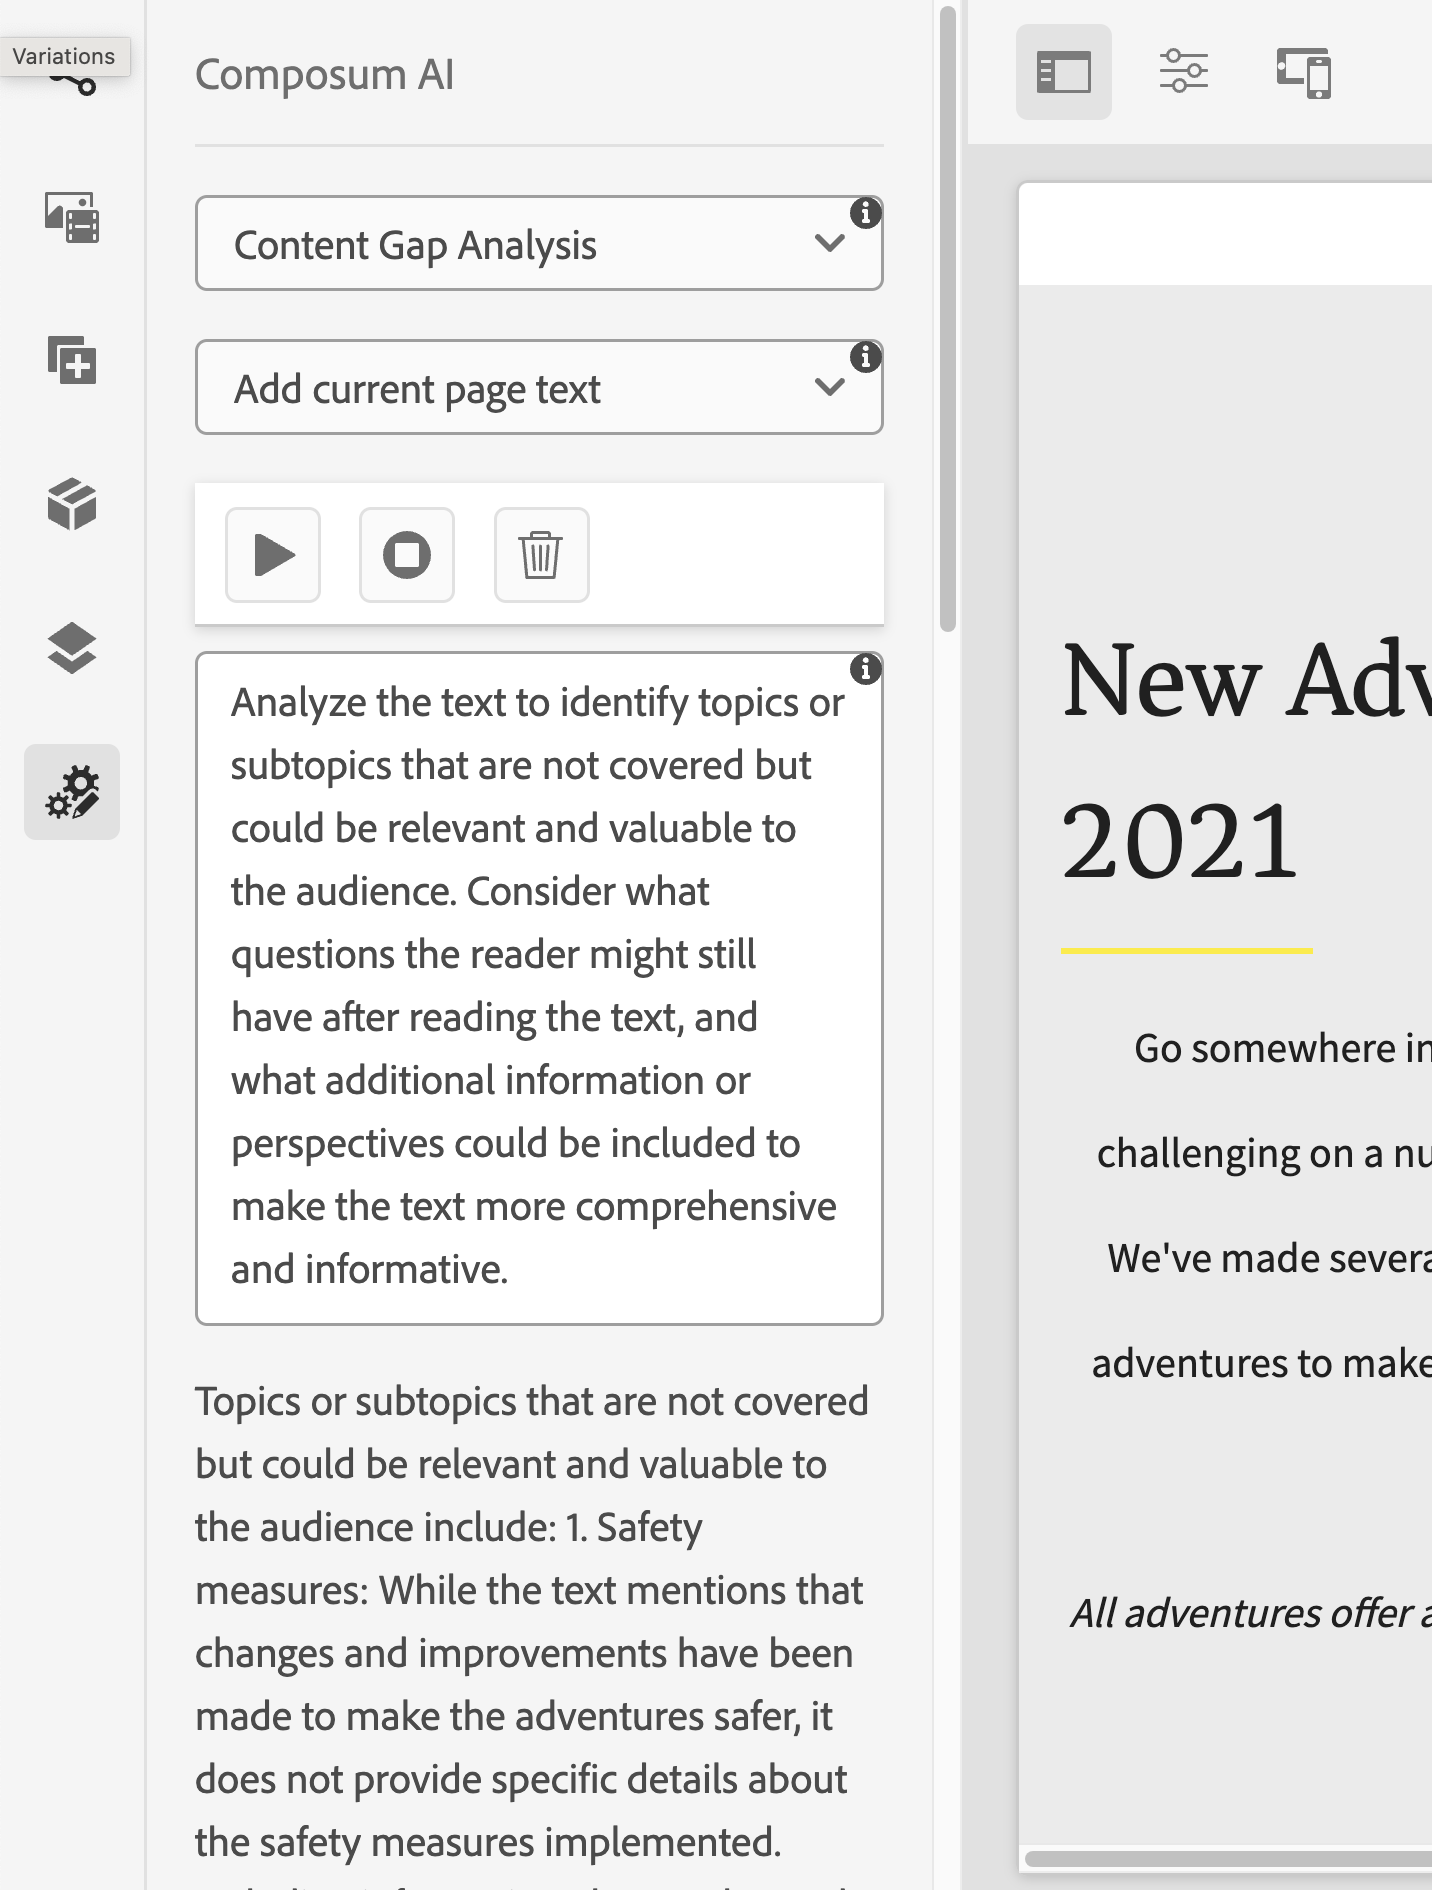 Variations
Composum AI
Content Gap Analysis
Add current page text
Analyze the text to identify topics or
subtopics that are not covered but
could be relevant and valuable to
the audience. Consider what
questions the reader might still
have after reading the text, and
what additional information or
perspectives could be included to
make the text more comprehensive
and informative.
Topics or subtopics that are not covered
but could be relevant and valuable to
the audience include: 1. Safety
measures: While the text mentions that
changes and improvements have been
made to make the adventures safer, it
does not provide specific details about
the safety measures implemented.
New Adv
2021
Go somewhere in
challenging on a nu
We've made severa
adventures to make
All adventures offer a